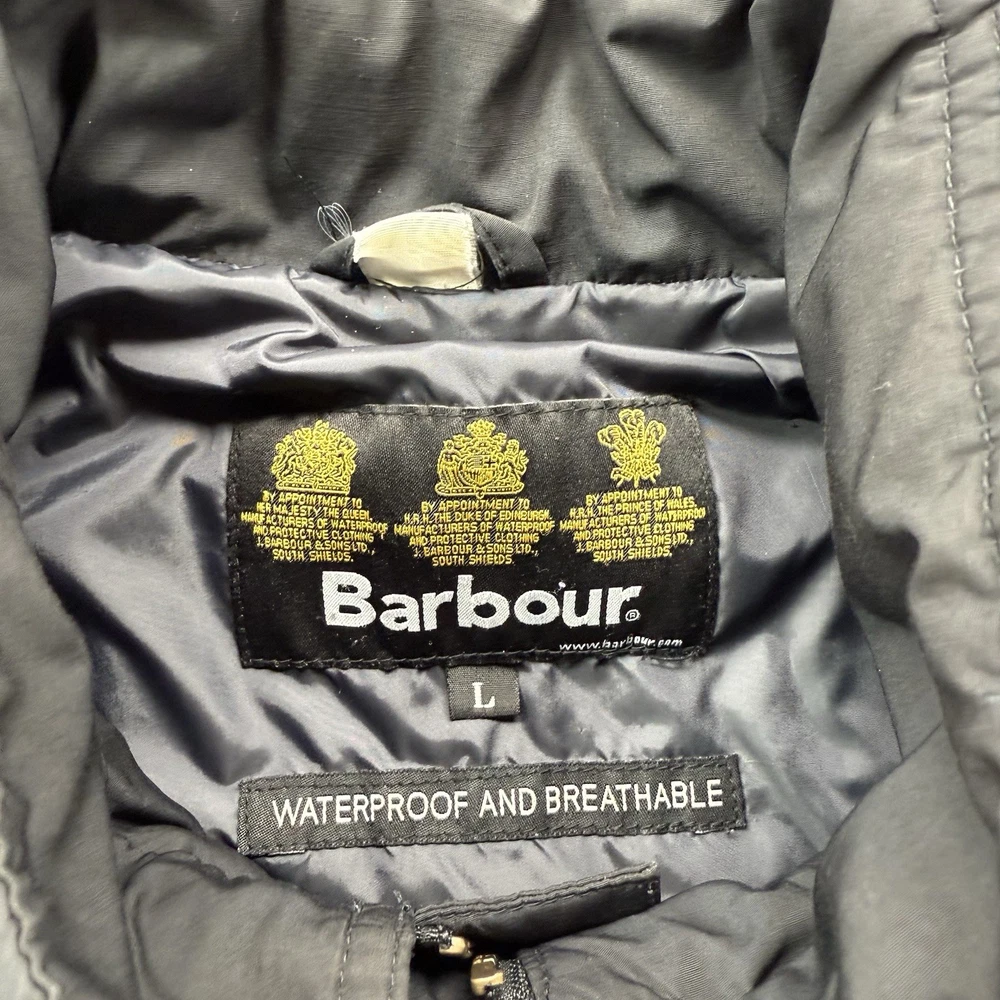 BY APPOINTMENT TO
HER MAJESTY THE QUEEN
MANUFACTURERS OF WATERPROOF
AND PROTECTIVE CLOTHING
J. BARBOUR & SONS LTD.,
SOUTH SHIELDS.
BY APPOINTMENT TO
H.R.H. THE DUKE OF EDINBURGH
MANUFACTURERS OF WATERPROOF
AND PROTECTIVE CLOTHING
J. BARBOUR & SONS LTD.,
SOUTH SHIELDS.
BY APPOINTMENT TO
H.R.H. THE PRINCE OF WALES
MANUFACTURERS OF WATERPROOF
AND PROTECTIVE CLOTHING
J. BARBOUR & SONS LTD.,
SOUTH SHIELDS.
Barbour®
www.barbour.com
L
WATERPROOF AND BREATHABLE